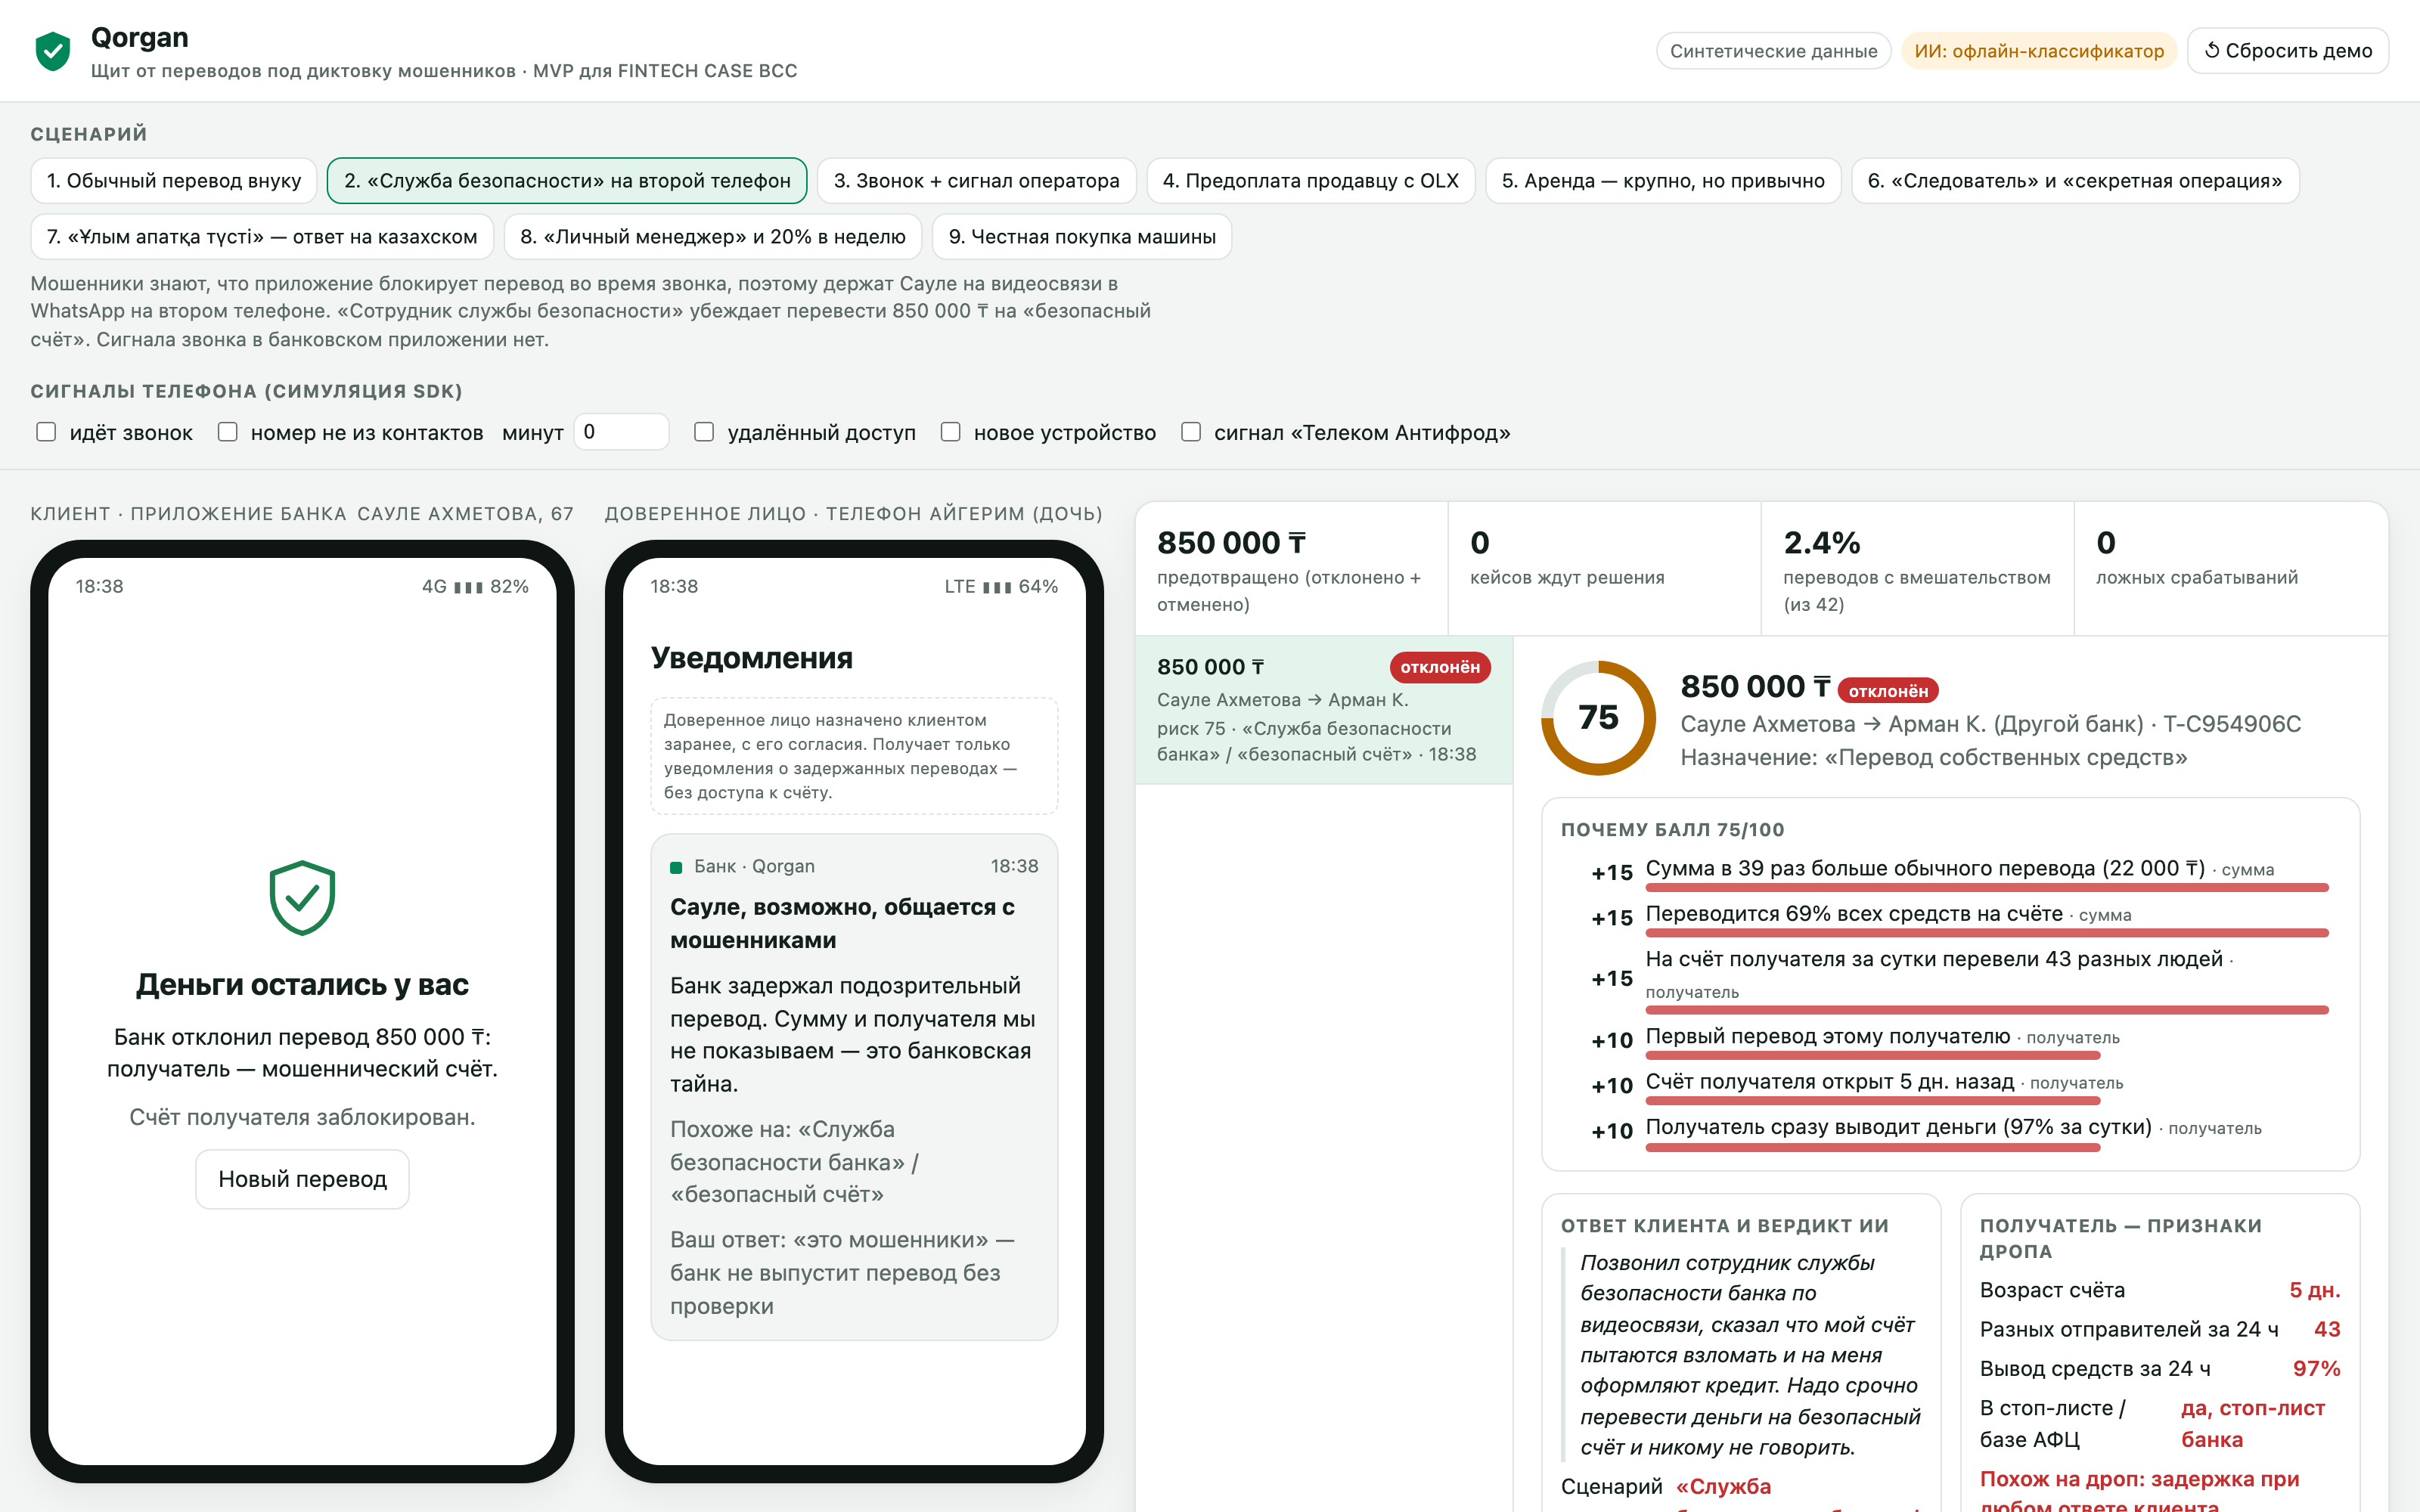 Qorgan
Щит от переводов под диктовку мошенников · MVP для FINTECH CASE BCC
Синтетические данные
ИИ: офлайн-классификатор
Сбросить демо
СЦЕНАРИЙ
1. Обычный перевод внуку
2. «Служба безопасности» на второй телефон
3. Звонок + сигнал оператора
4. Предоплата продавцу с OLX
5. Аренда — крупно, но привычно
6. «Следователь» и «секретная операция»
7. «Ұлым апатқа түсті» — ответ на казахском
8. «Личный менеджер» и 20% в неделю
9. Честная покупка машины
Мошенники знают, что приложение блокирует перевод во время звонка, поэтому держат Сауле на видеосвязи в
WhatsApp на втором телефоне. «Сотрудник службы безопасности» убеждает перевести 850 000 ₸ на «безопасный
счёт». Сигнала звонка в банковском приложении нет.
СИГНАЛЫ ТЕЛЕФОНА (СИМУЛЯЦИЯ SDK)
идёт звонок
номер не из контактов
минут 0
удалённый доступ
новое устройство
сигнал «Телеком Антифрод»
КЛИЕНТ · ПРИЛОЖЕНИЕ БАНКА САУЛЕ АХМЕТОВА, 67
18:38
4G 82%
Деньги остались у вас
Банк отклонил перевод 850 000 ₸:
получатель — мошеннический счёт.
Счёт получателя заблокирован.
Новый перевод
ДОВЕРЕННОЕ ЛИЦО · ТЕЛЕФОН АЙГЕРИМ (ДОЧЬ)
18:38
LTE 64%
Уведомления
Доверенное лицо назначено клиентом
заранее, с его согласия. Получает только
уведомления о задержанных переводах —
без доступа к счёту.
Банк · Qorgan
18:38
Сауле, возможно, общается с
мошенниками
Банк задержал подозрительный
перевод. Сумму и получателя мы
не показываем — это банковская
тайна.
Похоже на: «Служба
безопасности банка» /
«безопасный счёт»
Ваш ответ: «это мошенники» —
банк не выпустит перевод без
проверки
850 000 ₸
предотвращено (отклонено +
отменено)
0
кейсов ждут решения
2.4%
переводов с вмешательством
(из 42)
0
ложных срабатываний
850 000 ₸
отклонён
Сауле Ахметова → Арман К.
риск 75 · «Служба безопасности
банка» / «безопасный счёт» · 18:38
75
850 000 ₸ отклонён
Сауле Ахметова → Арман К. (Другой банк) · T-C954906C
Назначение: «Перевод собственных средств»
ПОЧЕМУ БАЛЛ 75/100
+15 Сумма в 39 раз больше обычного перевода (22 000 ₸) · сумма
+15 Переводится 69% всех средств на счёте · сумма
+15 На счёт получателя за сутки перевели 43 разных людей ·
получатель
+10 Первый перевод этому получателю · получатель
+10 Счёт получателя открыт 5 дн. назад · получатель
+10 Получатель сразу выводит деньги (97% за сутки) · получатель
ОТВЕТ КЛИЕНТА И ВЕРДИКТ ИИ
Позвонил сотрудник службы
безопасности банка по
видеосвязи, сказал что мой счёт
пытаются взломать и на меня
оформляют кредит. Надо срочно
перевести деньги на безопасный
счёт и никому не говорить.
Сценарий «Служба
ПОЛУЧАТЕЛЬ — ПРИЗНАКИ
ДРОПА
Возраст счёта 5 дн.
Разных отправителей за 24 ч 43
Вывод средств за 24 ч 97%
В стоп-листе / да, стоп-лист
базе АФЦ банка
Похож на дроп: задержка при
любом ответе клиента